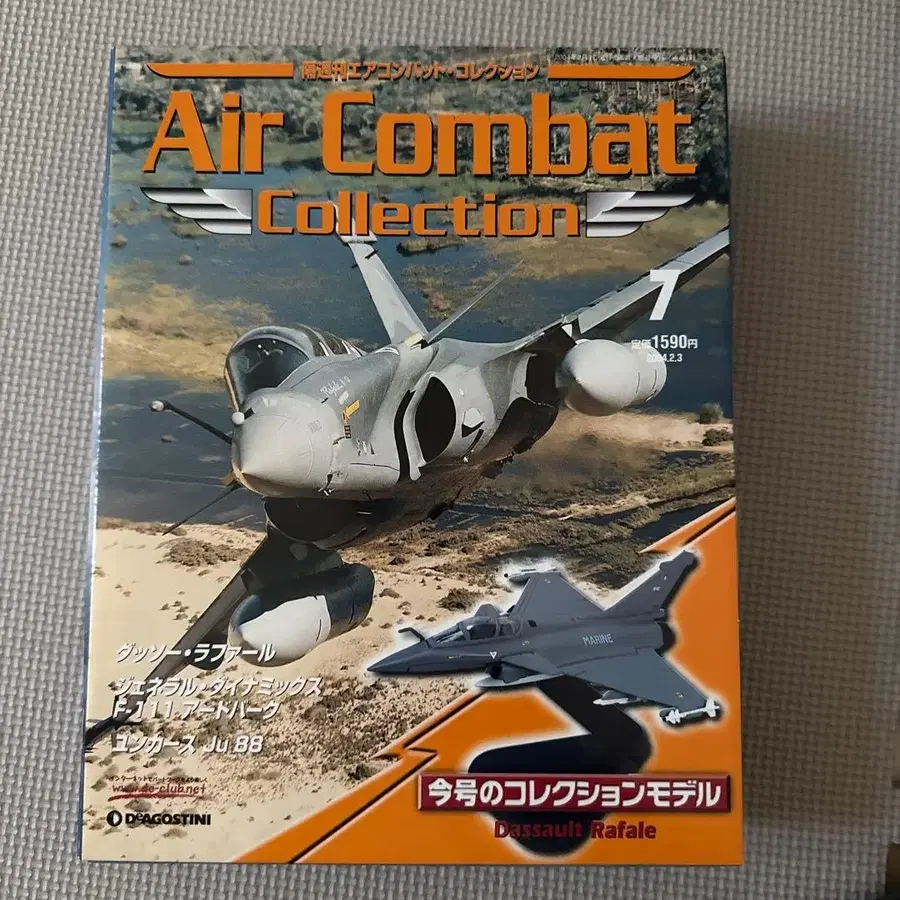 隔週刊エアコンバット・コレクション
Air Combat
Collection
7
定価1590円
2004.2.3
Rafale
MARINE
ダッソー・ラファール
ジェネラル・ダイナミックス
F-111 アードバーク
ユンカース Ju 88
www.de-club.net
DeAGOSTINI
今号のコレクションモデル
Dassault Rafale